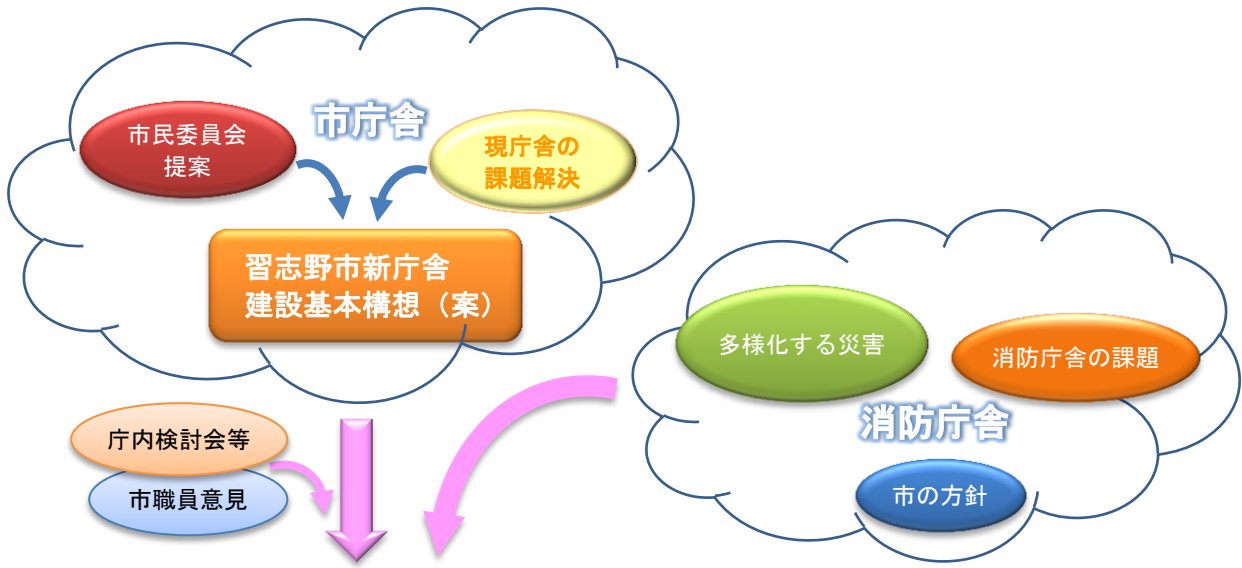 市庁舎
市民委員会
提案
現庁舎の
課題解決
習志野市新庁舎
建設基本構想（案）
多様化する災害
消防庁舎の課題
消防庁舎
市の方針
庁内検討会等
市職員意見